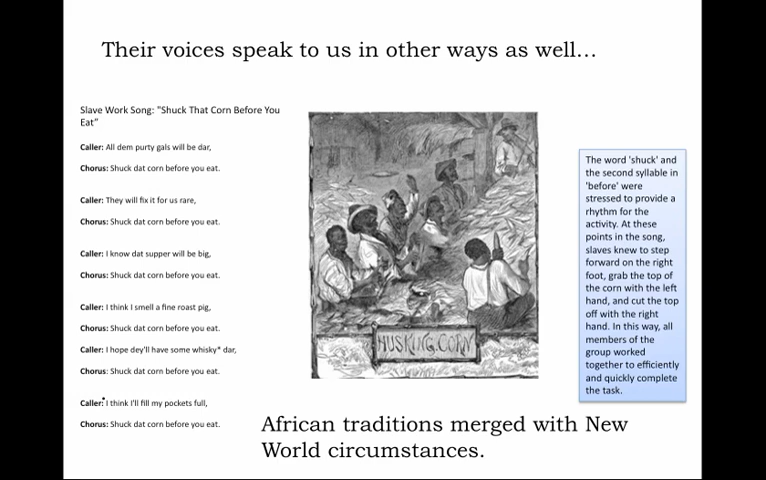 Their voices speak to us in other ways as well...
Slave Work Song: "Shuck That Corn Before You
Eat"
Caller: All dem purty gals will be dar,
Chorus: Shuck dat corn before you eat.
Caller: They will fix it for us rare,
Chorus: Shuck dat corn before you eat.
Caller: I know dat supper will be big,
Chorus: Shuck dat corn before you eat.
Caller: I think I smell a fine roast pig,
Chorus: Shuck dat corn before you eat.
Caller: I hope dey'll have some whisky* dar,
Chorus: Shuck dat corn before you eat.
Caller: I think I'll fill my pockets full,
Chorus: Shuck dat corn before you eat.
HUSKING CORN
The word 'shuck' and
the second syllable in
'before' were
stressed to provide a
rhythm for the
activity. At these
points in the song,
slaves knew to step
forward on the right
foot, grab the top of
the corn with the left
hand, and cut the top
off with the right
hand. In this way, all
members of the
group worked
together to efficiently
and quickly complete
the task.
African traditions merged with New
World circumstances.